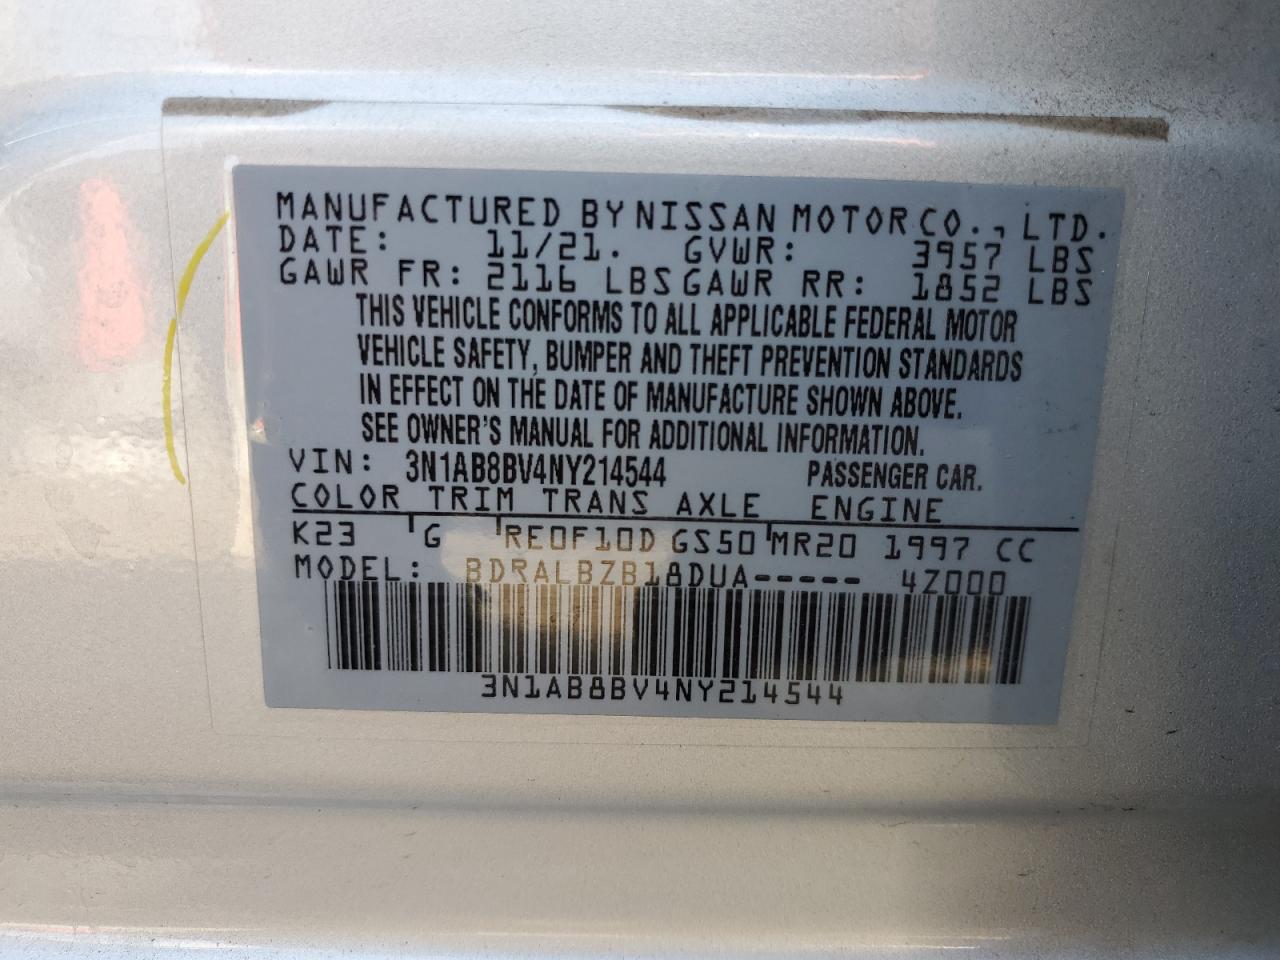 MANUFACTURED BY NISSAN MOTOR CO., LTD.
DATE: 11/21. GVWR: 3957 LBS
GAWR FR: 2116 LBS GAWR RR: 1852 LBS
THIS VEHICLE CONFORMS TO ALL APPLICABLE FEDERAL MOTOR
VEHICLE SAFETY, BUMPER AND THEFT PREVENTION STANDARDS
IN EFFECT ON THE DATE OF MANUFACTURE SHOWN ABOVE.
SEE OWNER'S MANUAL FOR ADDITIONAL INFORMATION.
VIN: 3N1AB8BV4NY214544 PASSENGER CAR.
COLOR TRIM TRANS AXLE ENGINE
K23 G RE0F10D GS50 MR20 1997 CC
MODEL: BDRALBZB18DUA----- 4Z000
3N1AB8BV4NY214544